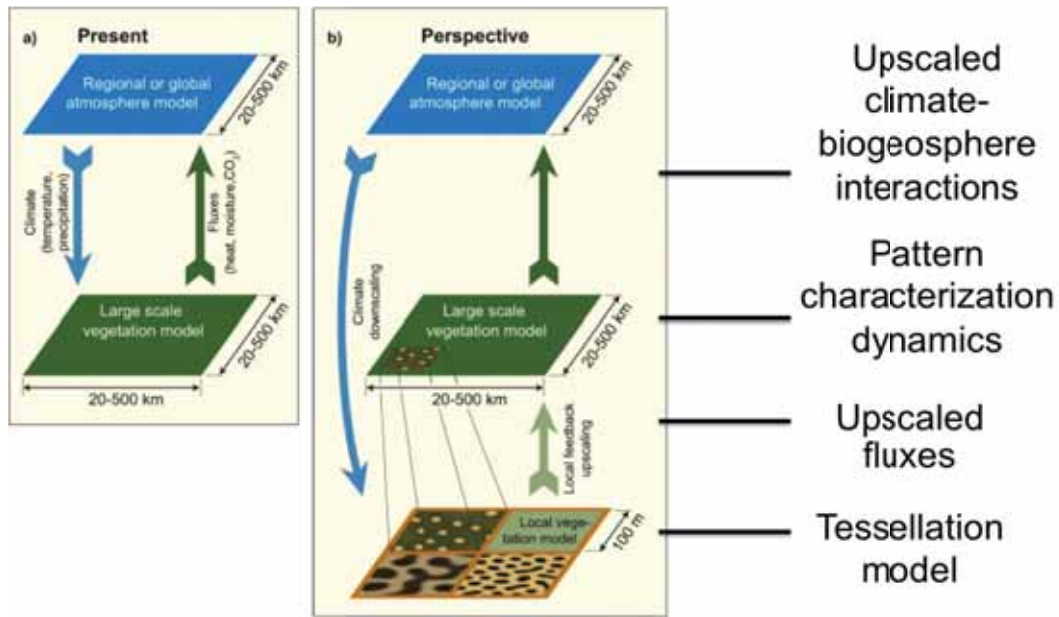 a) Present
Regional or global
atmosphere model
20-500 km
Climate
(temperature,
precipitation)
Fluxes
(heat, moisture,CO2)
Large scale
vegetation model
20-500 km
20-500 km
b) Perspective
Regional or global
atmosphere model
20-500 km
Climate
downscaling
Large scale
vegetation model
20-500 km
20-500 km
Local feedback
upscaling
Local vege-
tation model
100 m
Upscaled
climate-
biogeosphere
interactions
Pattern
characterization
dynamics
Upscaled
fluxes
Tessellation
model